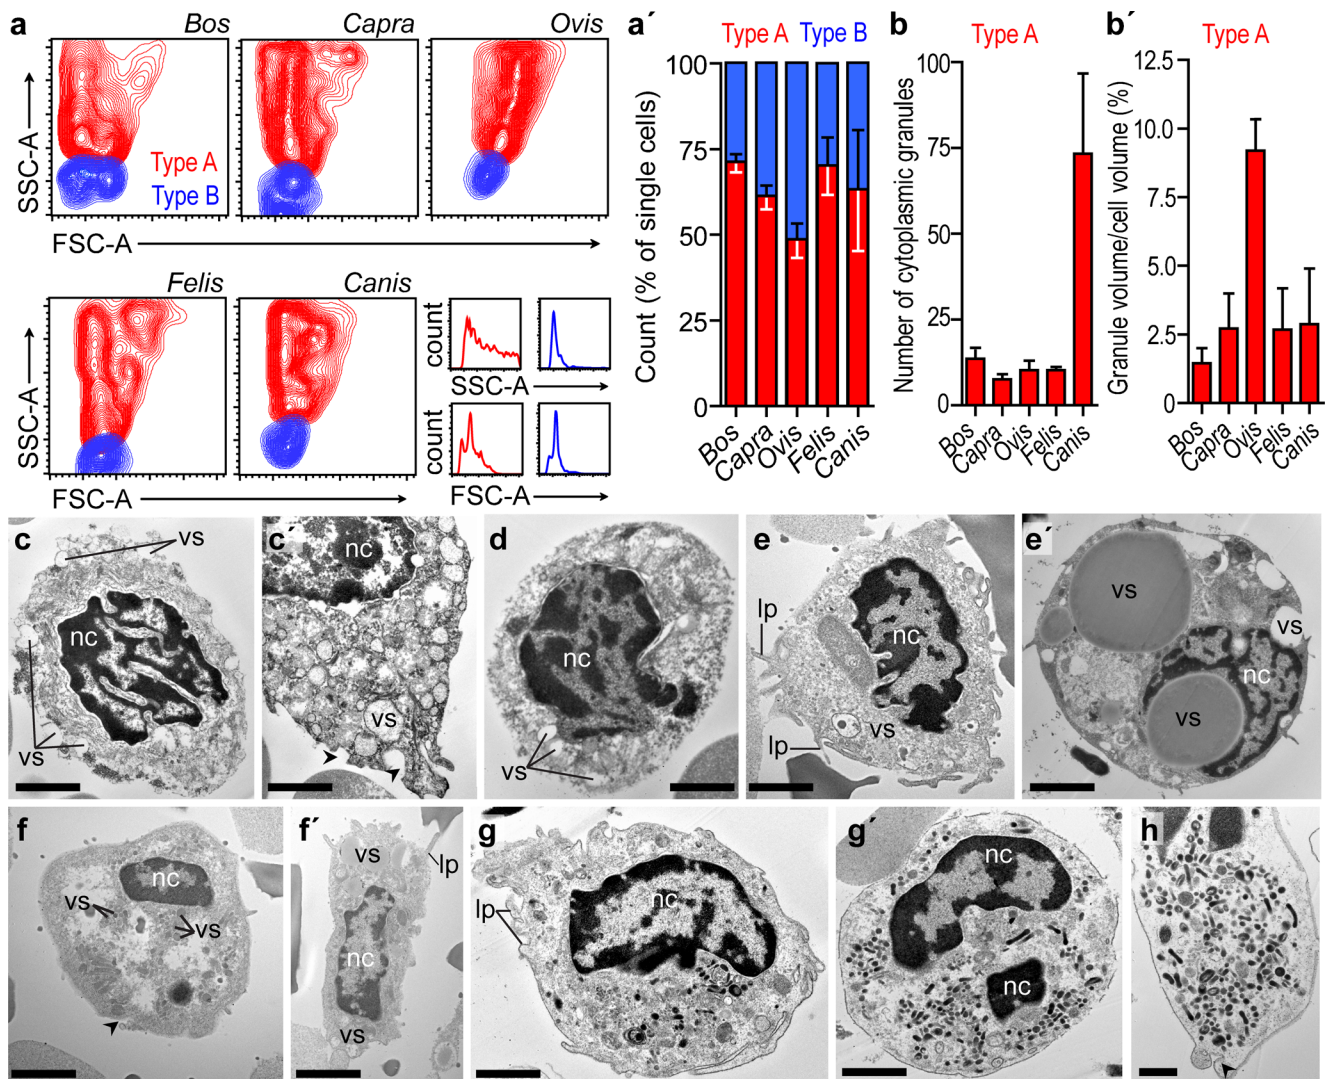 a
Bos
Capra
Ovis
SSC-A
Type A
Type B
FSC-A
Felis
Canis
SSC-A
FSC-A
count
SSC-A
count
FSC-A
a´
Type A Type B
Count (% of single cells)
100
75
50
25
0
Bos
Capra
Ovis
Felis
Canis
b
Type A
Number of cytoplasmic granules
100
75
50
25
0
Bos
Capra
Ovis
Felis
Canis
b´
Type A
Granule volume/cell volume (%)
12.5
10.0
7.5
5.0
2.5
0
Bos
Capra
Ovis
Felis
Canis
c
vs
nc
vs
c´
nc
vs
d
nc
vs
e
lp
nc
vs
lp
e´
vs
vs
nc
vs
f
nc
vs
vs
f´
vs
lp
nc
vs
g
nc
lp
g´
nc
nc
h